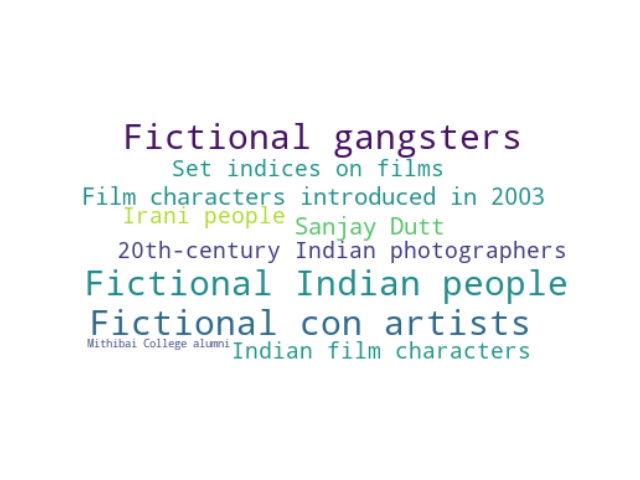 Fictional gangsters
Set indices on films
Film characters introduced in 2003
Irani people
Sanjay Dutt
20th-century Indian photographers
Fictional Indian people
Fictional con artists
Mithibai College alumni
Indian film characters